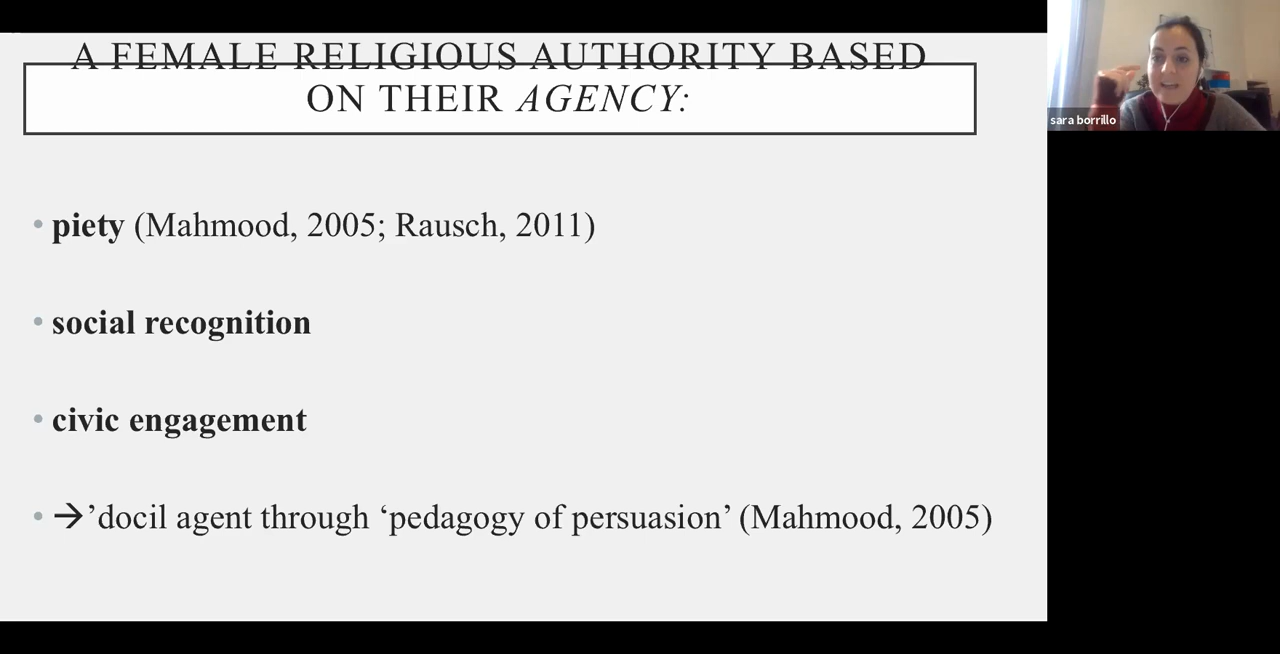 A FEMALE RELIGIOUS AUTHORITY BASED
ON THEIR AGENCY:
sara borrillo
• piety (Mahmood, 2005; Rausch, 2011)
• social recognition
• civic engagement
• →’docil agent through ‘pedagogy of persuasion’ (Mahmood, 2005)